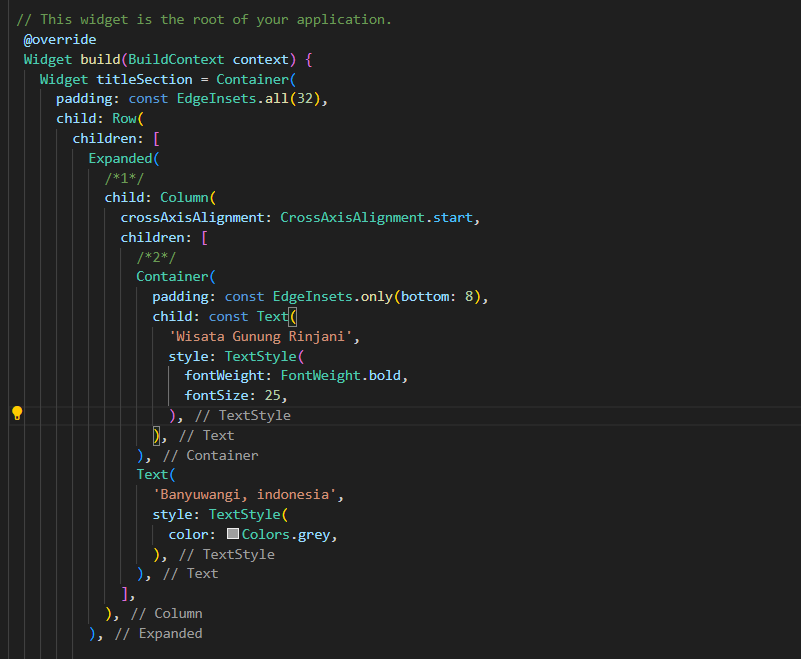 // This widget is the root of your application.
@override
Widget build(BuildContext context) {
Widget titleSection = Container(
padding: const EdgeInsets.all(32),
child: Row(
children: [
Expanded(
/*1*/
child: Column(
crossAxisAlignment: CrossAxisAlignment.start,
children: [
/*2*/
Container(
padding: const EdgeInsets.only(bottom: 8),
child: const Text(
'Wisata Gunung Rinjani',
style: TextStyle(
fontWeight: FontWeight.bold,
fontSize: 25,
), // TextStyle
), // Text
), // Container
Text(
'Banyuwangi, indonesia',
style: TextStyle(
color: Colors.grey,
), // TextStyle
), // Text
],
), // Column
), // Expanded